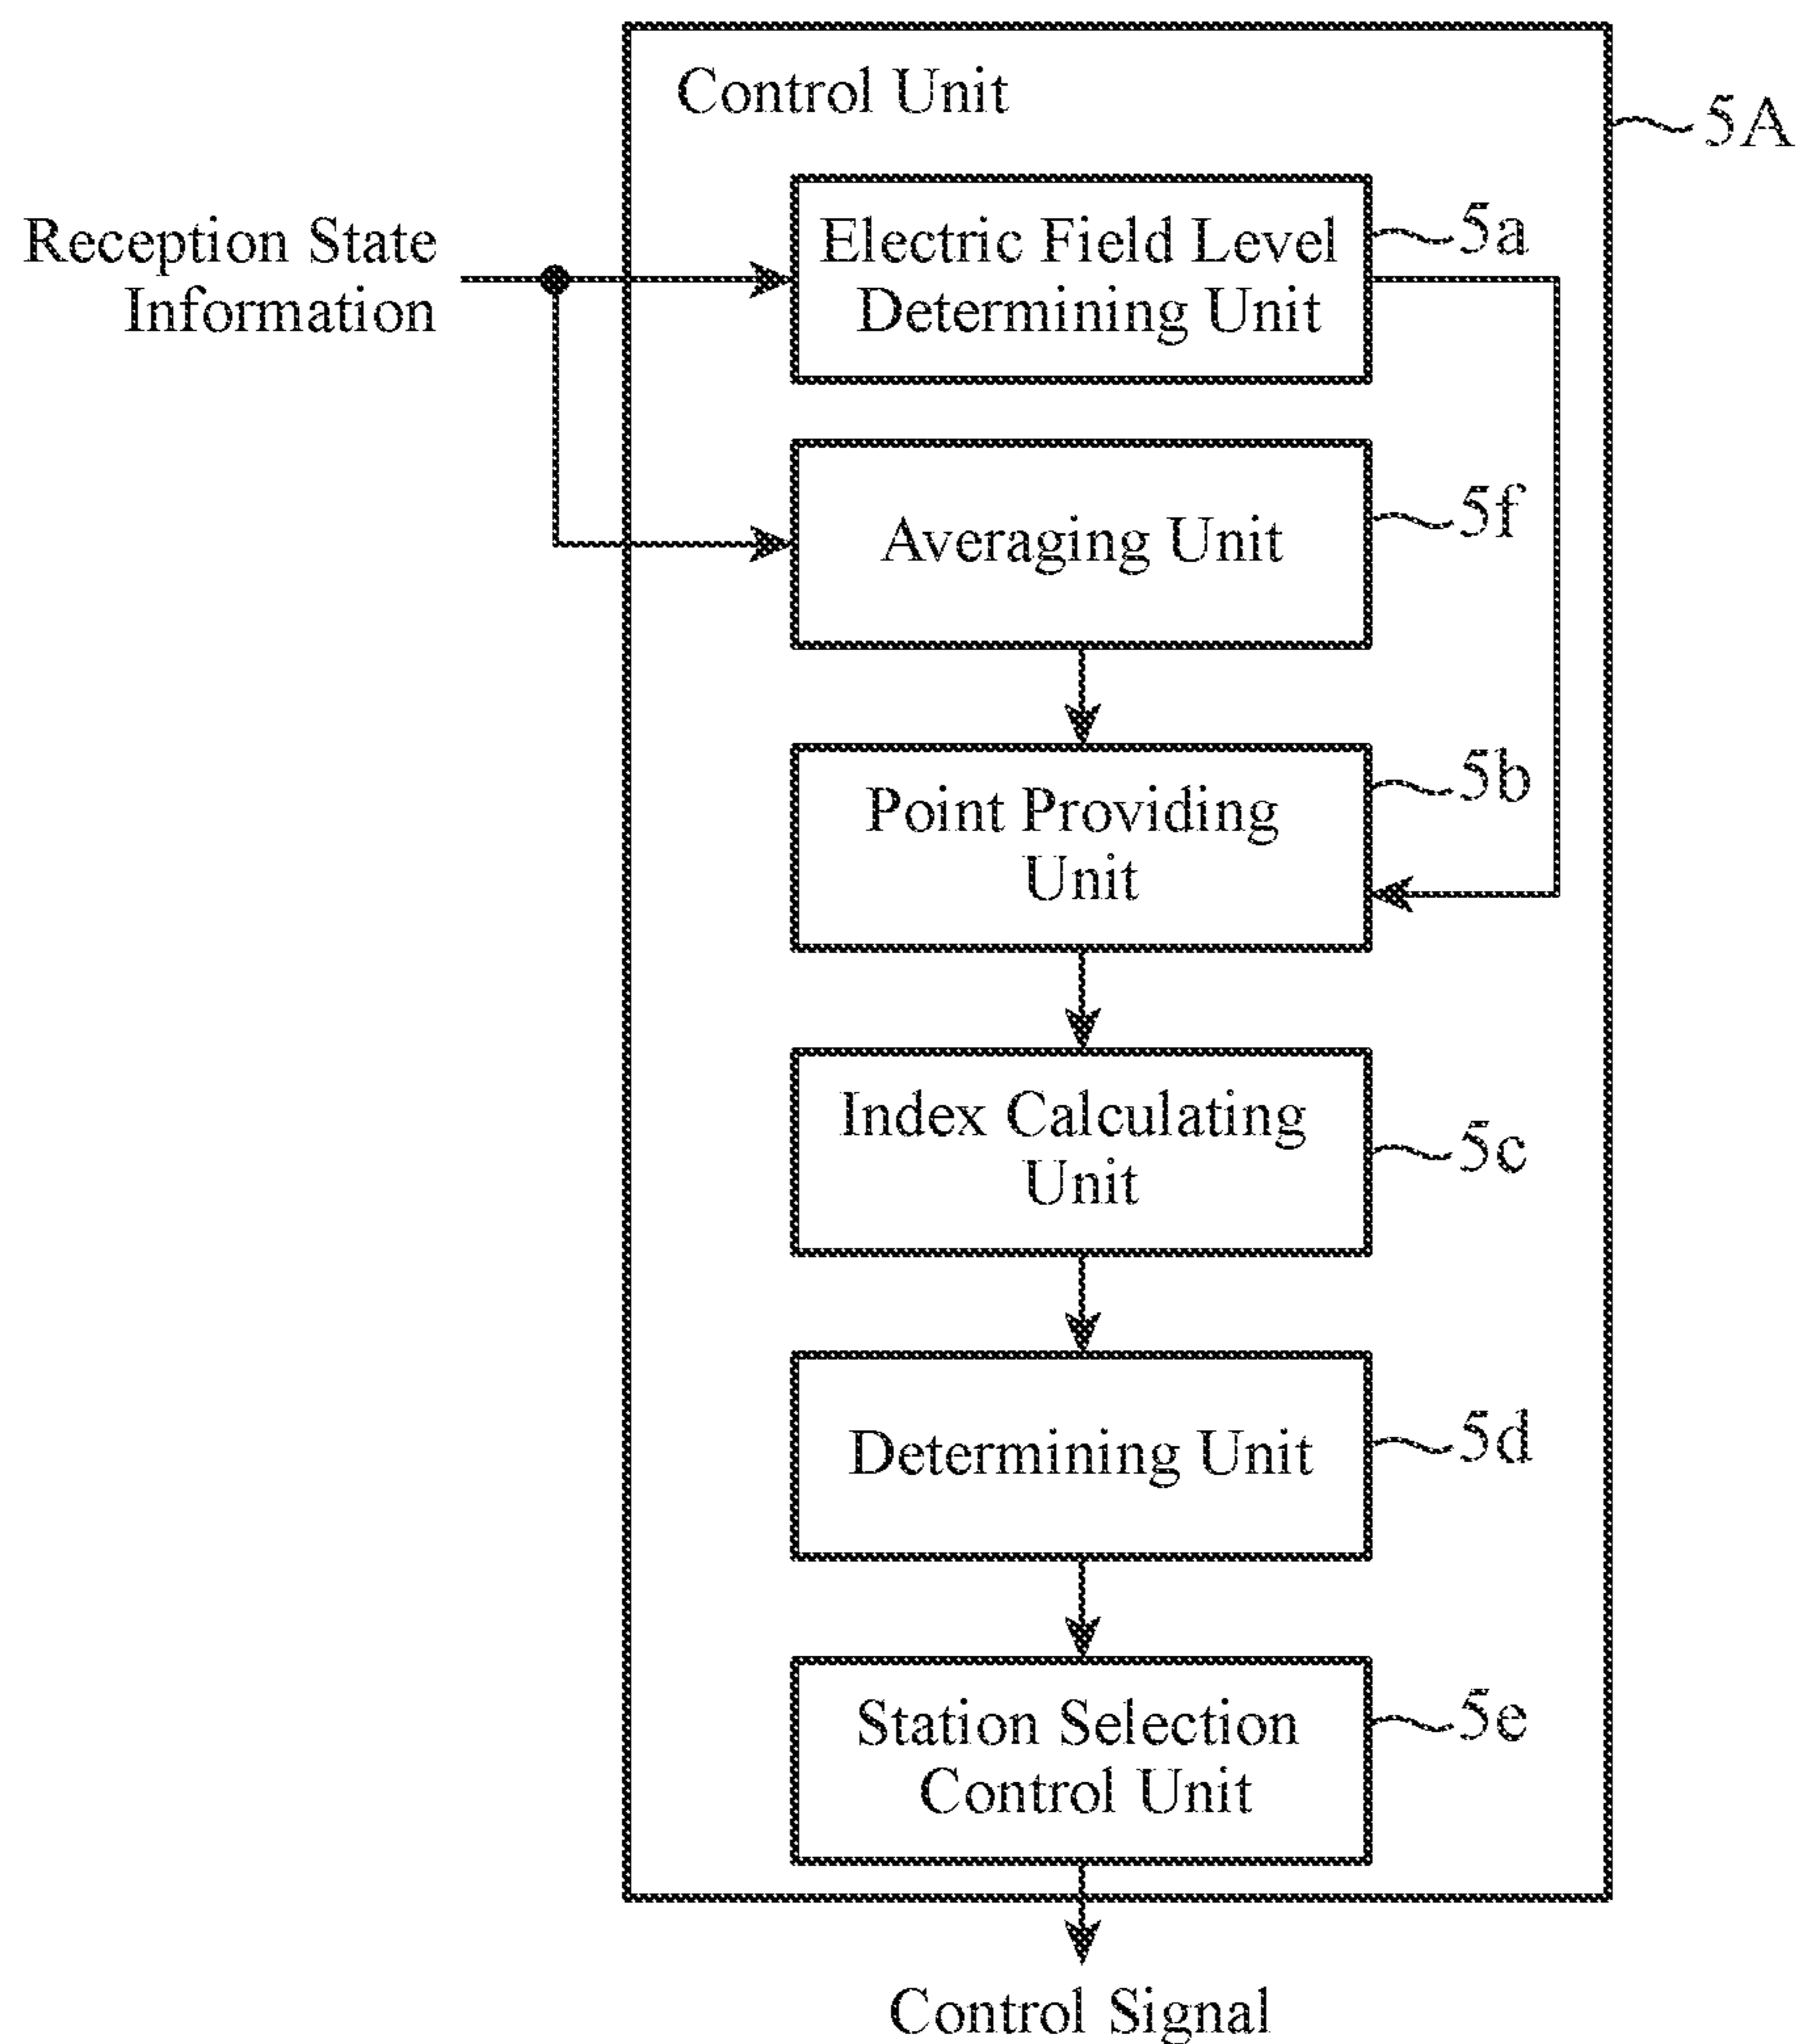 Control Unit
5A
Reception State
Information
Electric Field Level
Determining Unit
5a
Averaging Unit
5f
Point Providing
Unit
5b
Index Calculating
Unit
5c
Determining Unit
5d
Station Selection
Control Unit
5e
Control Signal